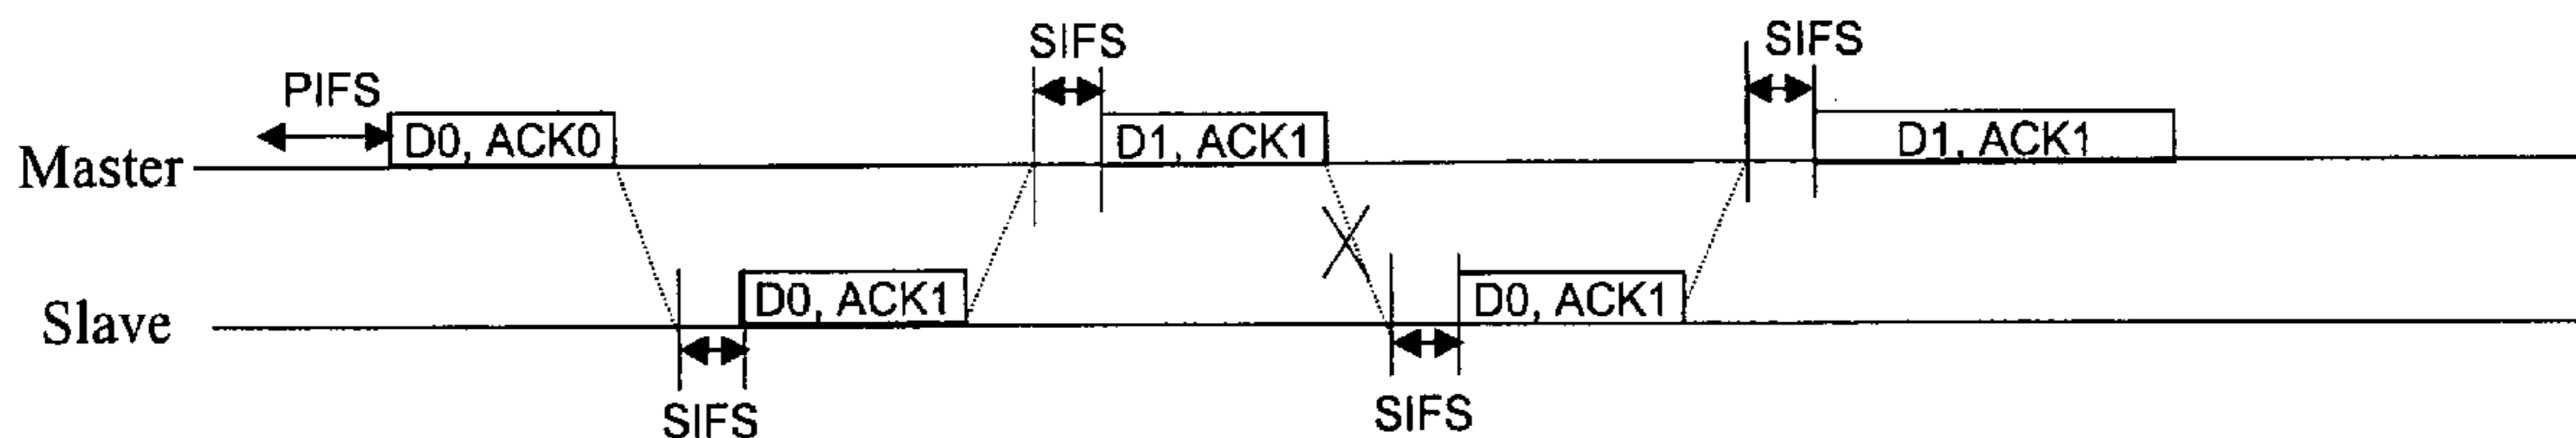 SIFS
SIFS
PIFS
D0, ACK0
D1, ACK1
D1, ACK1
Master
D0, ACK1
D0, ACK1
Slave
SIFS
SIFS